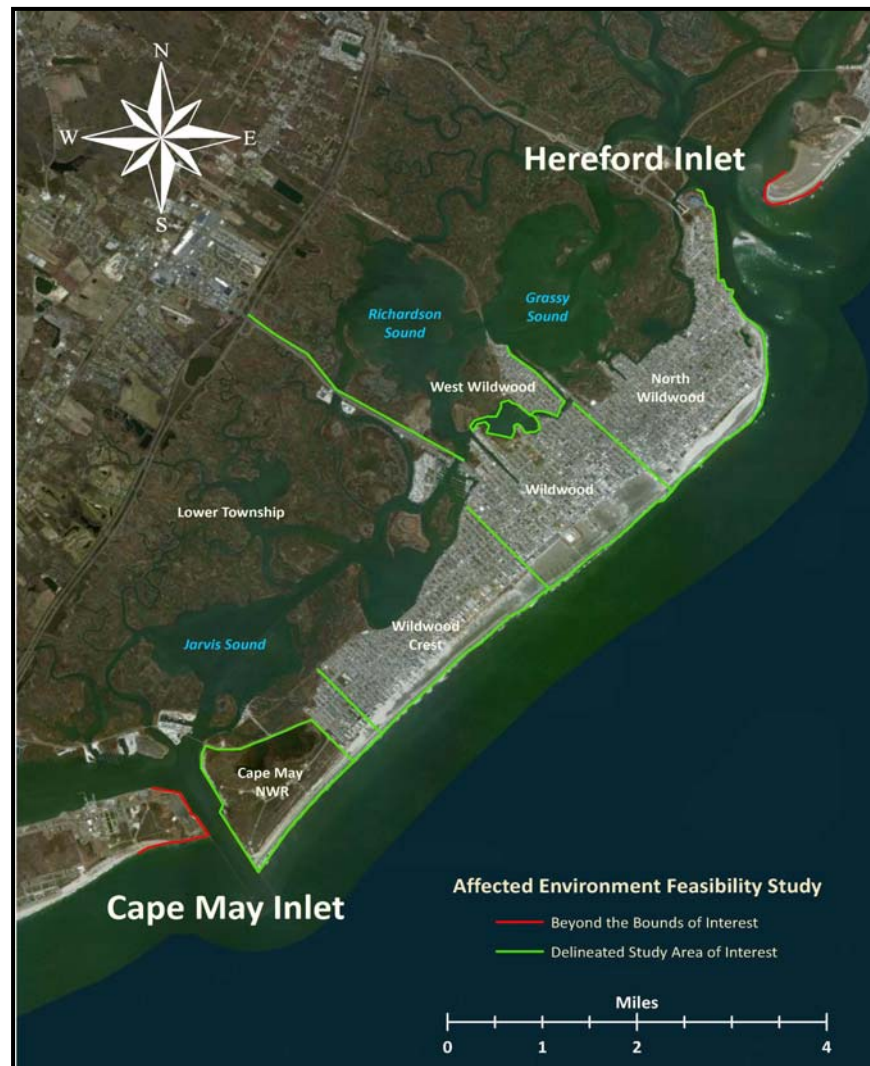 N
W E
S
Hereford Inlet
Richardson
Sound
Grassy
Sound
West Wildwood
North
Wildwood
Wildwood
Lower Township
Wildwood
Crest
Jarvis Sound
Cape May
NWR
Cape May Inlet
Affected Environment Feasibility Study
Beyond the Bounds of Interest
Delineated Study Area of Interest
Miles
0 1 2 4